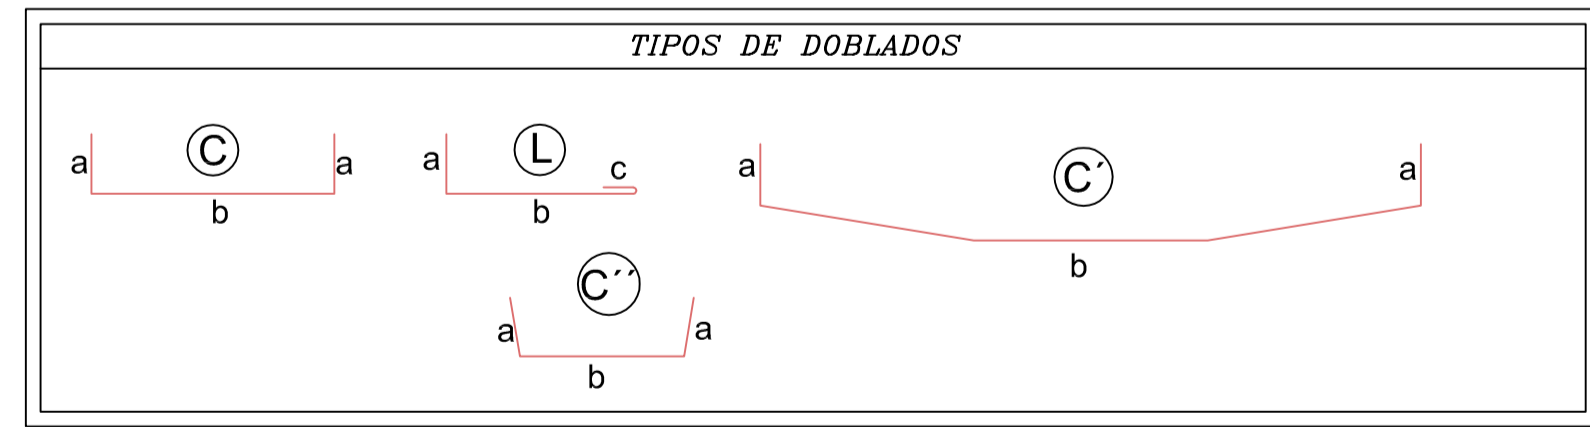 TIPOS DE DOBLADOS
a C a
b
a L c
b
a C´ a
b
a C´´ a
b